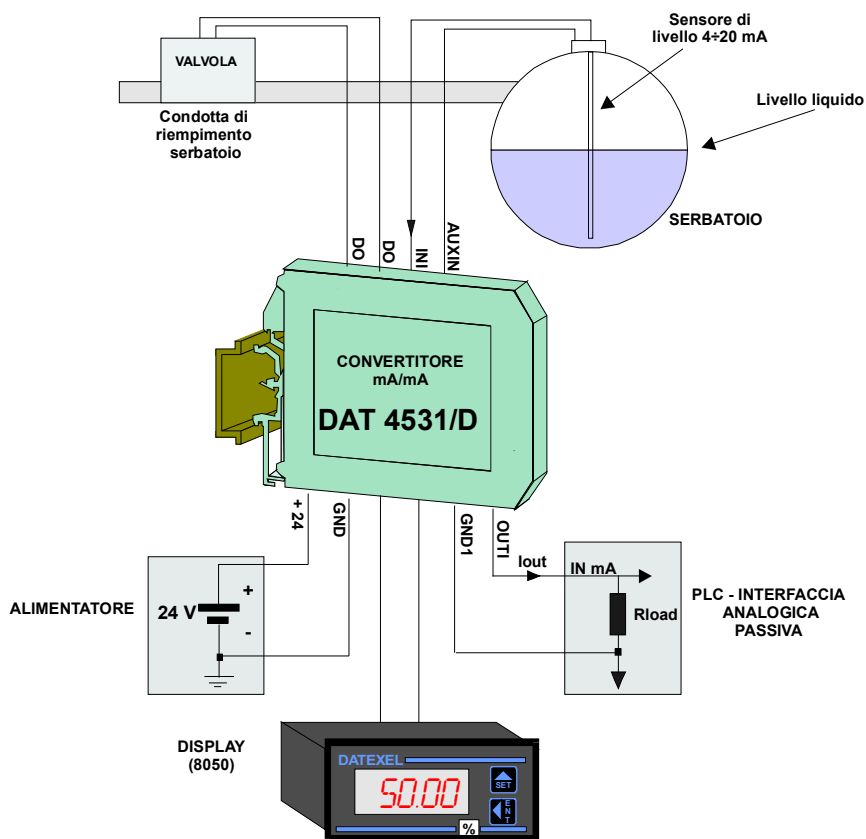 Sensore di
livello 4÷20 mA
VALVOLA
Condotta di
riempimento
serbatoio
Livello liquido
SERBATOIO
DO
DO
INI
AUXIN
CONVERTITORE
mA/mA
DAT 4531/D
+ 24
GND
GND1
OUTI
ALIMENTATORE
24 V
+
-
Iout
IN mA
Rload
PLC - INTERFACCIA
ANALOGICA
PASSIVA
DISPLAY
(8050)
DATEXEL
50.00
SET
ENT
%